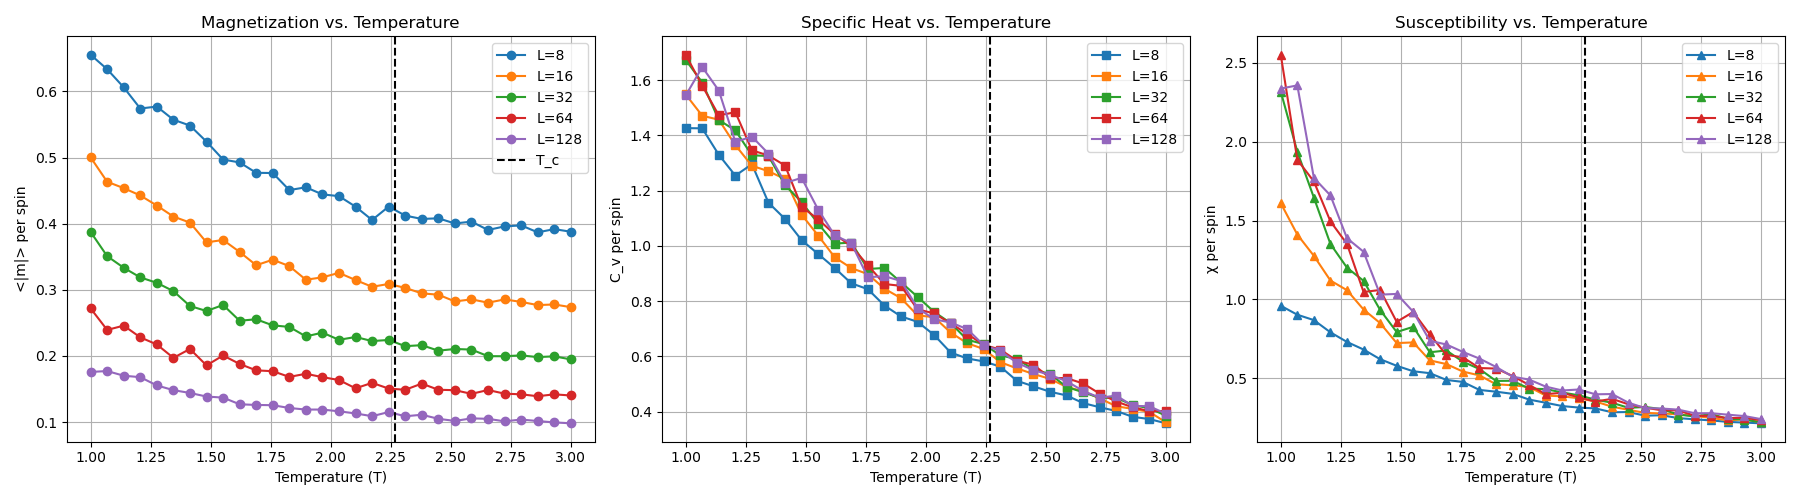 Magnetization vs. Temperature
<|m|> per spin
0.6
0.5
0.4
0.3
0.2
0.1
L=8
L=16
L=32
L=64
L=128
T_c
1.00 1.25 1.50 1.75 2.00 2.25 2.50 2.75 3.00
Temperature (T)
Specific Heat vs. Temperature
C_v per spin
1.6
1.4
1.2
1.0
0.8
0.6
0.4
L=8
L=16
L=32
L=64
L=128
1.00 1.25 1.50 1.75 2.00 2.25 2.50 2.75 3.00
Temperature (T)
Susceptibility vs. Temperature
χ per spin
2.5
2.0
1.5
1.0
0.5
L=8
L=16
L=32
L=64
L=128
1.00 1.25 1.50 1.75 2.00 2.25 2.50 2.75 3.00
Temperature (T)